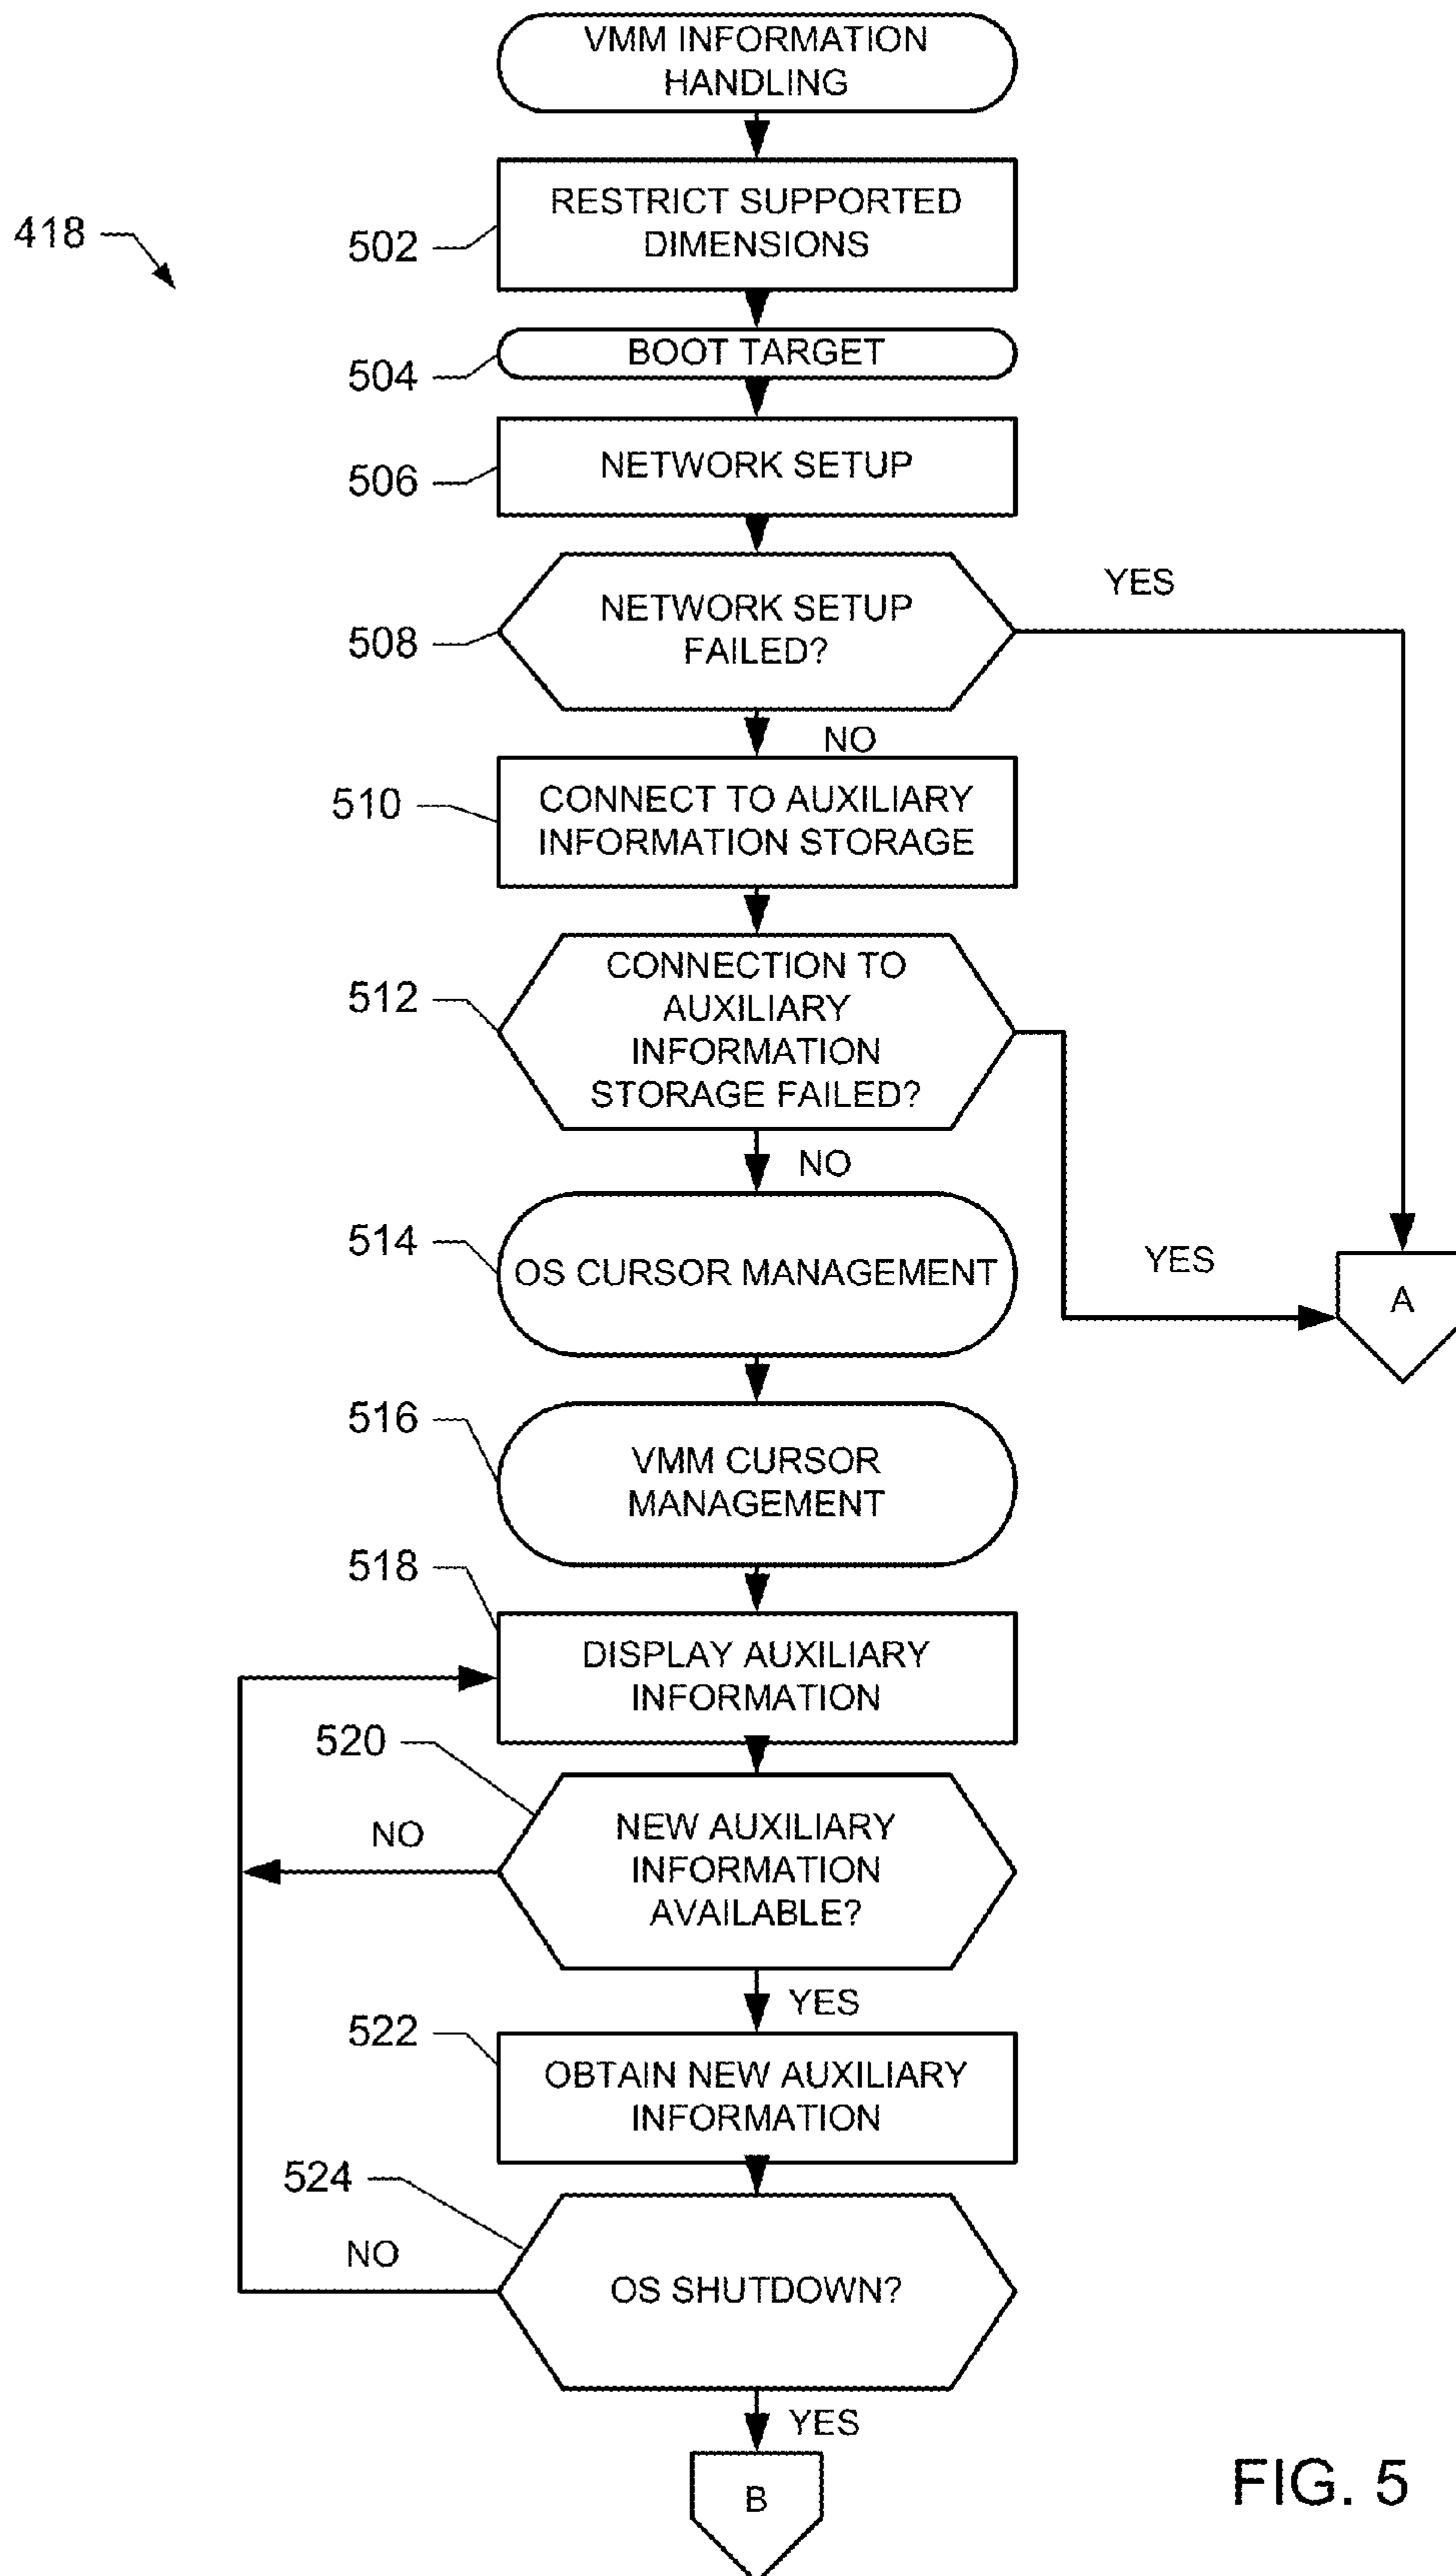 VMM INFORMATION
HANDLING
418
502
RESTRICT SUPPORTED
DIMENSIONS
504
BOOT TARGET
506
NETWORK SETUP
508
NETWORK SETUP
FAILED?
YES
NO
510
CONNECT TO AUXILIARY
INFORMATION STORAGE
512
CONNECTION TO
AUXILIARY
INFORMATION
STORAGE FAILED?
NO
YES
A
514
OS CURSOR MANAGEMENT
516
VMM CURSOR
MANAGEMENT
518
DISPLAY AUXILIARY
INFORMATION
520
NEW AUXILIARY
INFORMATION
AVAILABLE?
NO
YES
522
OBTAIN NEW AUXILIARY
INFORMATION
524
OS SHUTDOWN?
NO
YES
B
FIG. 5